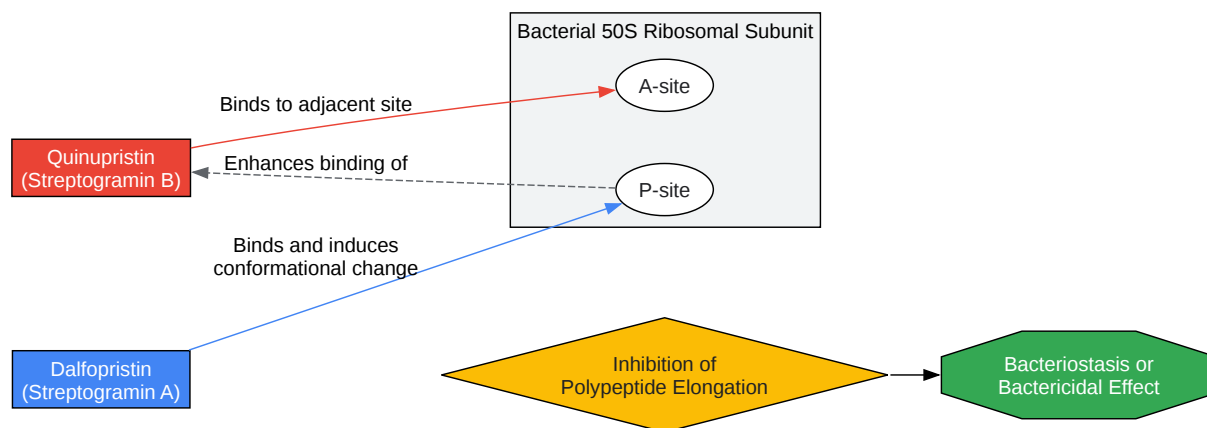 Bacterial 50S Ribosomal Subunit
A-site
Binds to adjacent site
Quinupristin
(Streptogramin B)
Enhances binding of
P-site
Binds and induces
conformational change
Dalfopristin
(Streptogramin A)
Inhibition of
Polypeptide Elongation
Bacteriostasis or
Bactericidal Effect